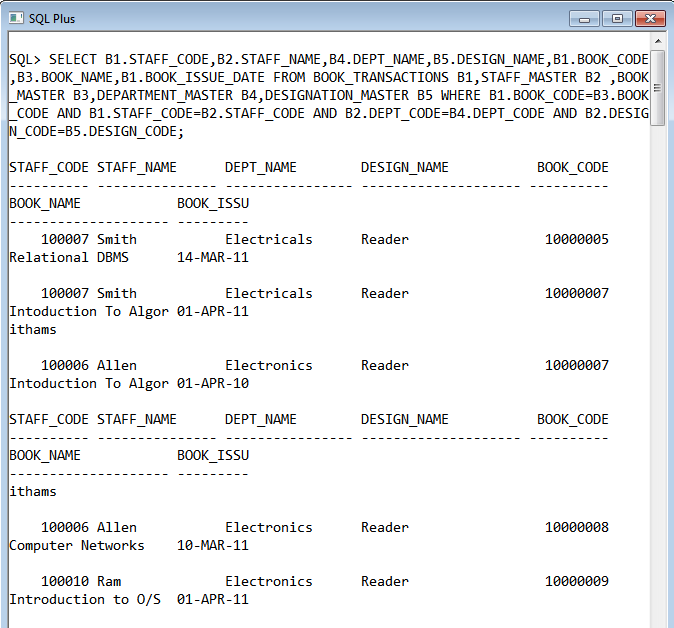 SQL Plus
SQL> SELECT B1.STAFF_CODE,B2.STAFF_NAME,B4.DEPT_NAME,B5.DESIGN_NAME,B1.BOOK_CODE
,B3.BOOK_NAME,B1.BOOK_ISSUE_DATE FROM BOOK_TRANSACTIONS B1,STAFF_MASTER B2 ,BOOK
_MASTER B3,DEPARTMENT_MASTER B4,DESIGNATION_MASTER B5 WHERE B1.BOOK_CODE=B3.BOOK
_CODE AND B1.STAFF_CODE=B2.STAFF_CODE AND B2.DEPT_CODE=B4.DEPT_CODE AND B2.DESIG
N_CODE=B5.DESIGN_CODE;
STAFF_CODE STAFF_NAME      DEPT_NAME        DESIGN_NAME           BOOK_CODE
---------- --------------- ---------------- -------------------- ----------
BOOK_NAME            BOOK_ISSU
-------------------- ---------
    100007 Smith           Electricals      Reader                 10000005
Relational DBMS      14-MAR-11
    100007 Smith           Electricals      Reader                 10000007
Intoduction To Algor 01-APR-11
ithams
    100006 Allen           Electronics      Reader                 10000007
Intoduction To Algor 01-APR-10
STAFF_CODE STAFF_NAME      DEPT_NAME        DESIGN_NAME           BOOK_CODE
---------- --------------- ---------------- -------------------- ----------
BOOK_NAME            BOOK_ISSU
-------------------- ---------
ithams
    100006 Allen           Electronics      Reader                 10000008
Computer Networks    10-MAR-11
    100010 Ram             Electronics      Reader                 10000009
Introduction to O/S  01-APR-11